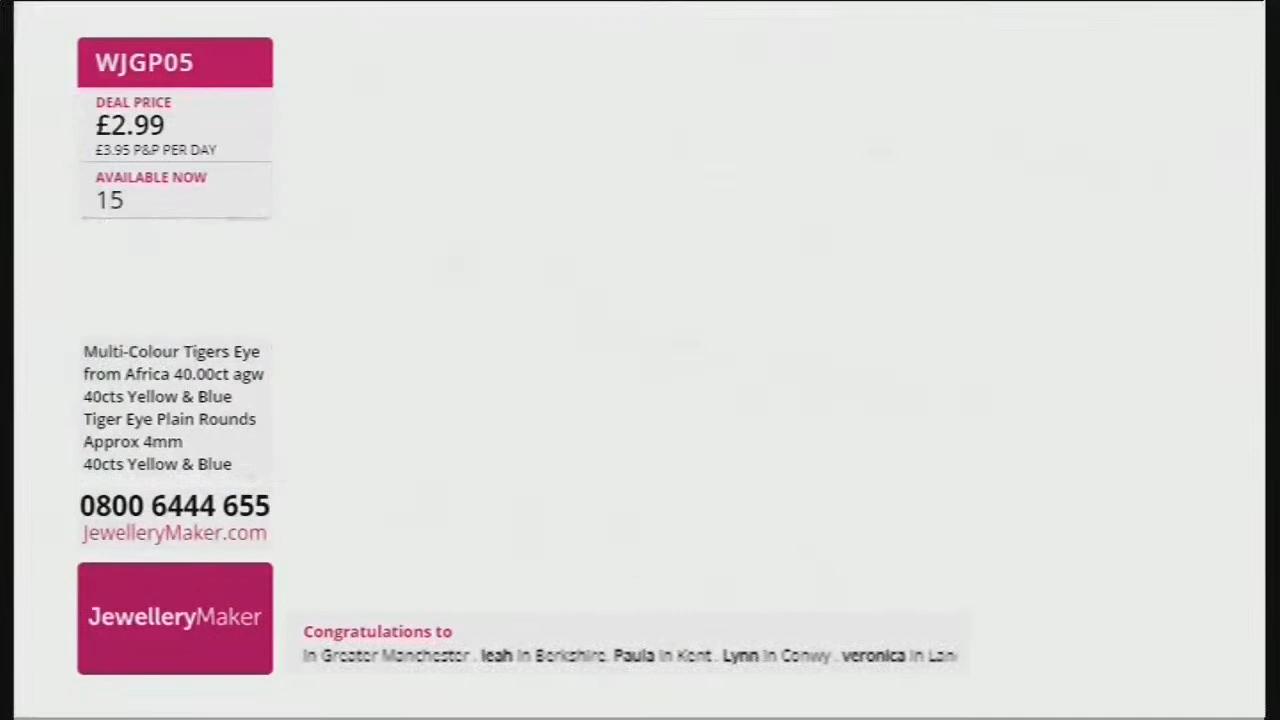 WJGP05
DEAL PRICE
£2.99
£3.95 P&P PER DAY
AVAILABLE NOW
15
Multi-Colour Tigers Eye
from Africa 40.00ct agw
40cts Yellow & Blue
Tiger Eye Plain Rounds
Approx 4mm
40cts Yellow & Blue
0800 6444 655
JewelleryMaker.com
JewelleryMaker
Congratulations to
In Greater Manchester . leah In Berkshire. Paula In Kent . Lynn In Conwy . veronica In